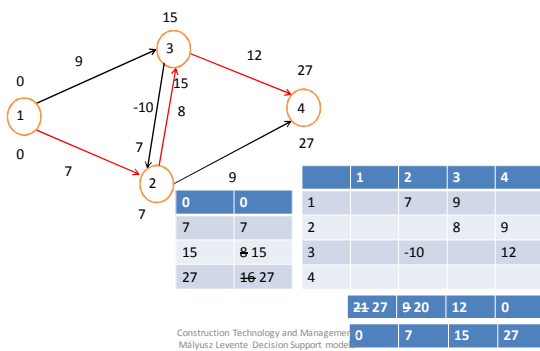 15
3
9
12
0
27
15
-10
8
1
4
0
7
27
7
9
2
7
1 2 3 4
1 7 9
2 8 9
3 -10 12
4
0 0
7 7
15 8 15
27 16 27
21 27 9 20 12 0
0 7 15 27
Construction Technology and Managemen
Mályusz Levente Decision Support model